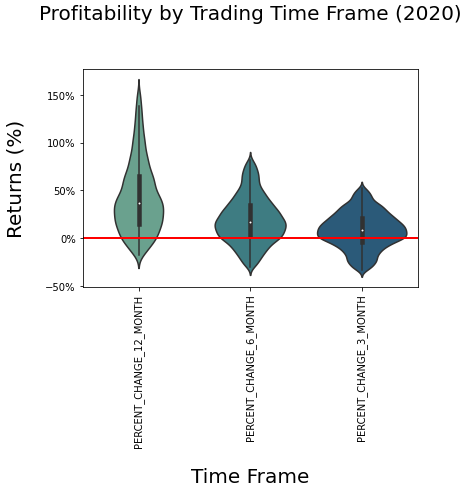 Profitability by Trading Time Frame (2020)
Returns (%)
150%
100%
50%
0%
−50%
PERCENT_CHANGE_12_MONTH
PERCENT_CHANGE_6_MONTH
PERCENT_CHANGE_3_MONTH
Time Frame